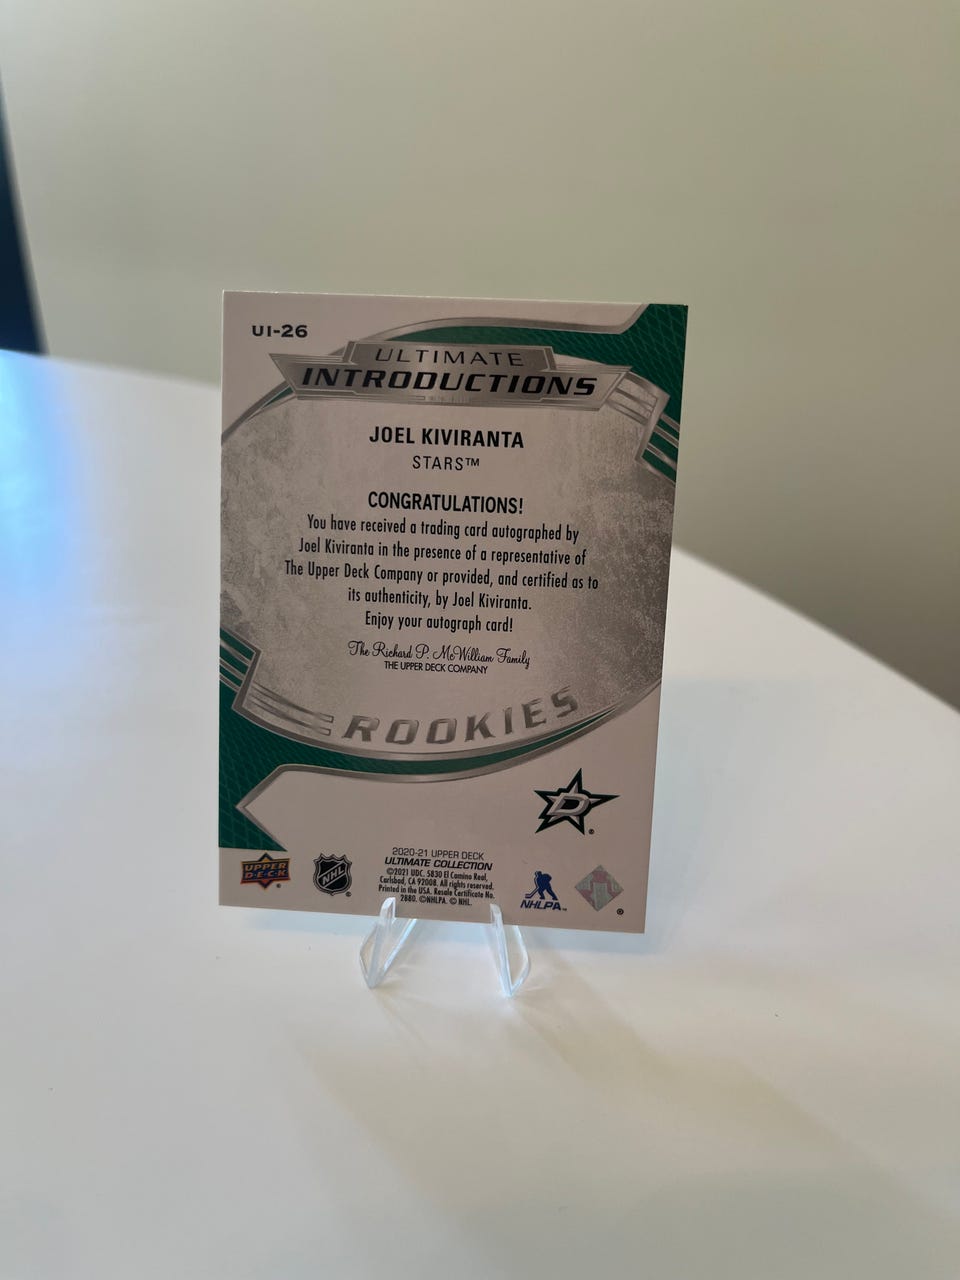 UI-26
ULTIMATE
INTRODUCTIONS
JOEL KIVIRANTA
STARS™
CONGRATULATIONS!
You have received a trading card autographed by
Joel Kiviranta in the presence of a representative of
The Upper Deck Company or provided, and certified as to
its authenticity, by Joel Kiviranta.
Enjoy your autograph card!
The Richard P. McWilliam Family
THE UPPER DECK COMPANY
ROOKIES
D
®
UPPER
DECK
®
NHL
®
2020-21 UPPER DECK
ULTIMATE COLLECTION
©2021 UDC. 5830 El Camino Real,
Carlsbad, CA 92008. All rights reserved.
Printed in the USA. Resale Certificate No.
2880. ©NHLPA. © NHL.
NHLPA™
®